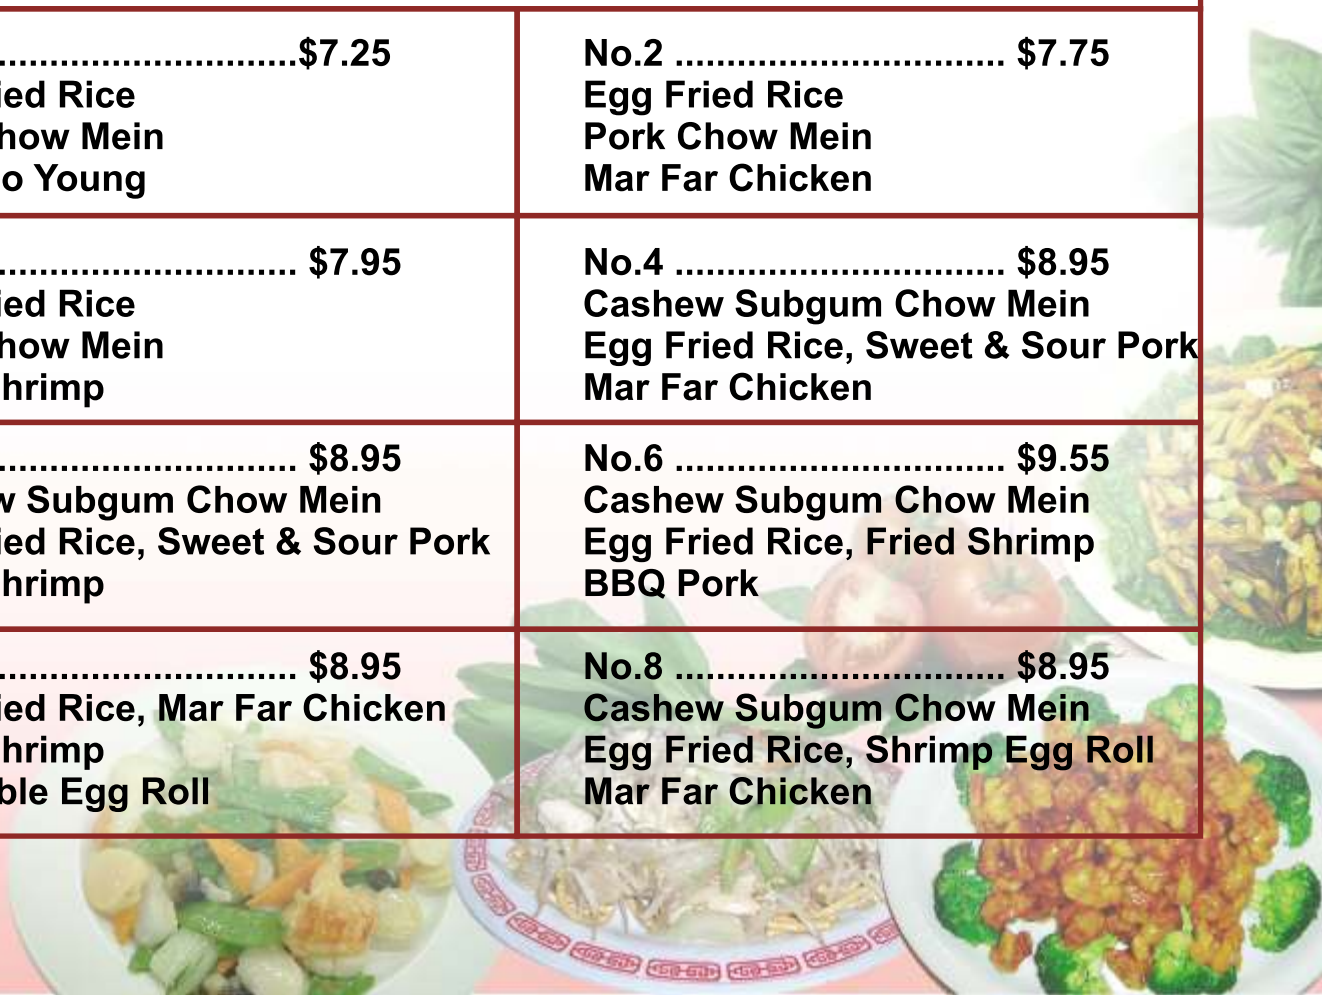 ..............................$7.25
ied Rice
how Mein
o Young
No.2 ................................ $7.75
Egg Fried Rice
Pork Chow Mein
Mar Far Chicken
............................. $7.95
ied Rice
how Mein
hrimp
No.4 ................................ $8.95
Cashew Subgum Chow Mein
Egg Fried Rice, Sweet & Sour Pork
Mar Far Chicken
............................. $8.95
w Subgum Chow Mein
ied Rice, Sweet & Sour Pork
hrimp
No.6 ................................ $9.55
Cashew Subgum Chow Mein
Egg Fried Rice, Fried Shrimp
BBQ Pork
............................. $8.95
ied Rice, Mar Far Chicken
hrimp
ble Egg Roll
No.8 ................................ $8.95
Cashew Subgum Chow Mein
Egg Fried Rice, Shrimp Egg Roll
Mar Far Chicken